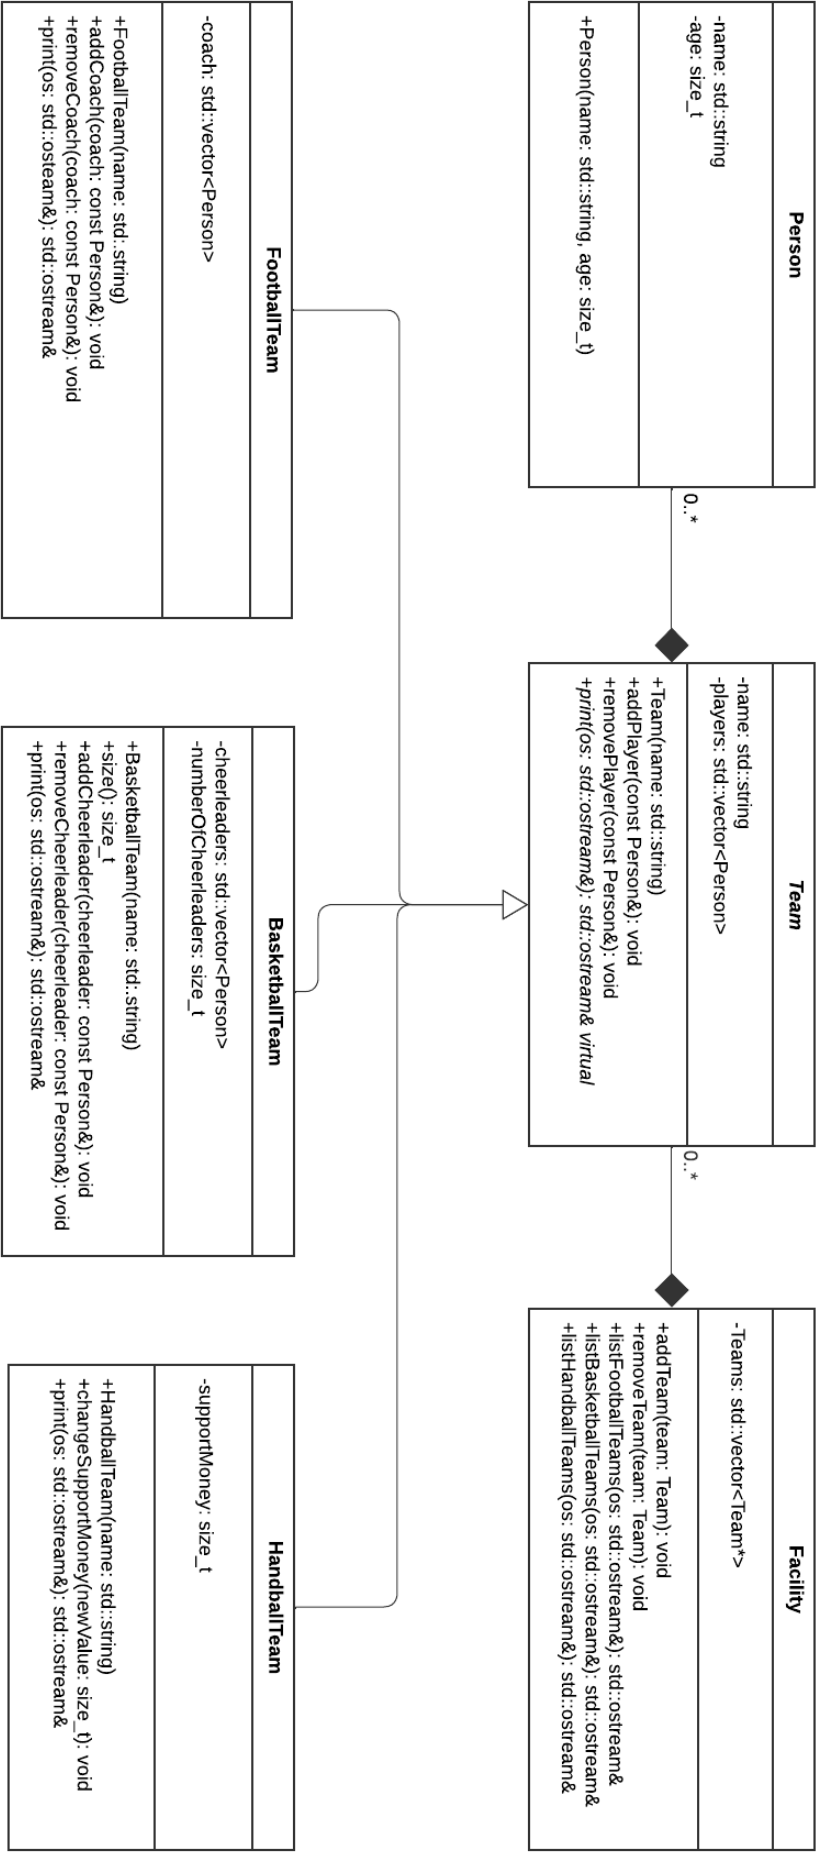 Person
-name: std::string
-age: size_t
+Person(name: std::string, age: size_t)
0..*
Team
-name: std::string
-players: std::vector<Person>
+Team(name: std::string)
+addPlayer(const Person&): void
+removePlayer(const Person&): void
+print(os: std::ostream&): std::ostream& virtual
0..*
Facility
-Teams: std::vector<Team*>
+addTeam(team: Team): void
+removeTeam(team: Team): void
+listFootballTeams(os: std::ostream&): std::ostream&
+listBasketballTeams(os: std::ostream&): std::ostream&
+listHandballTeams(os: std::ostream&): std::ostream&
FootballTeam
-coach: std::vector<Person>
+FootballTeam(name: std:.string)
+addCoach(coach: const Person&): void
+removeCoach(coach: const Person&): void
+print(os: std::osteam&): std::ostream&
BasketballTeam
-cheerleaders: std::vector<Person>
-numberOfCheerleaders: size_t
+BasketballTeam(name: std:.string)
+size(): size_t
+addCheerleader(cheerleader: const Person&): void
+removeCheerleader(cheerleader: const Person&): void
+print(os: std::ostream&): std::ostream&
HandballTeam
-supportMoney: size_t
+HandballTeam(name: std::string)
+changeSupportMoney(newValue: size_t): void
+print(os: std::ostream&): std::ostream&